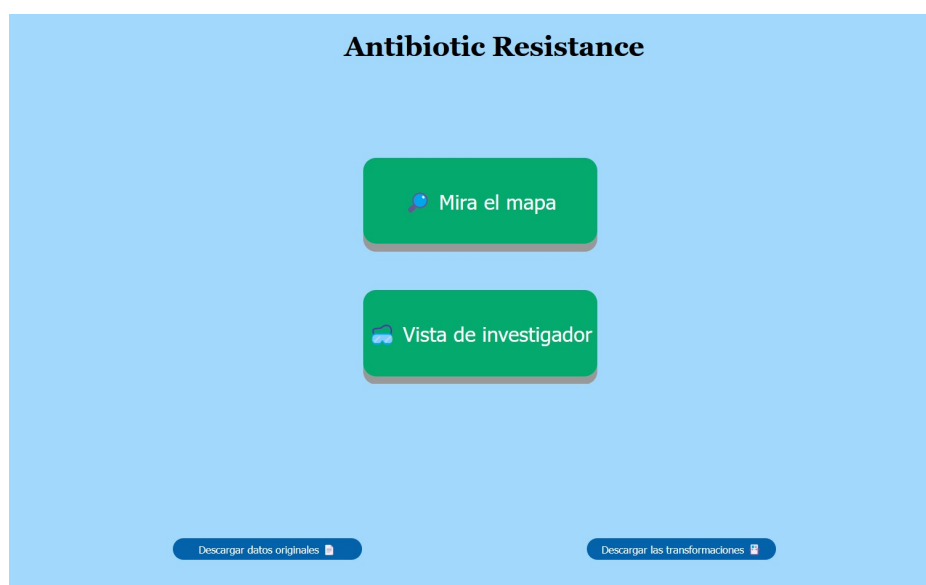 Antibiotic Resistance
Mira el mapa
Vista de investigador
Descargar datos originales
Descargar las transformaciones